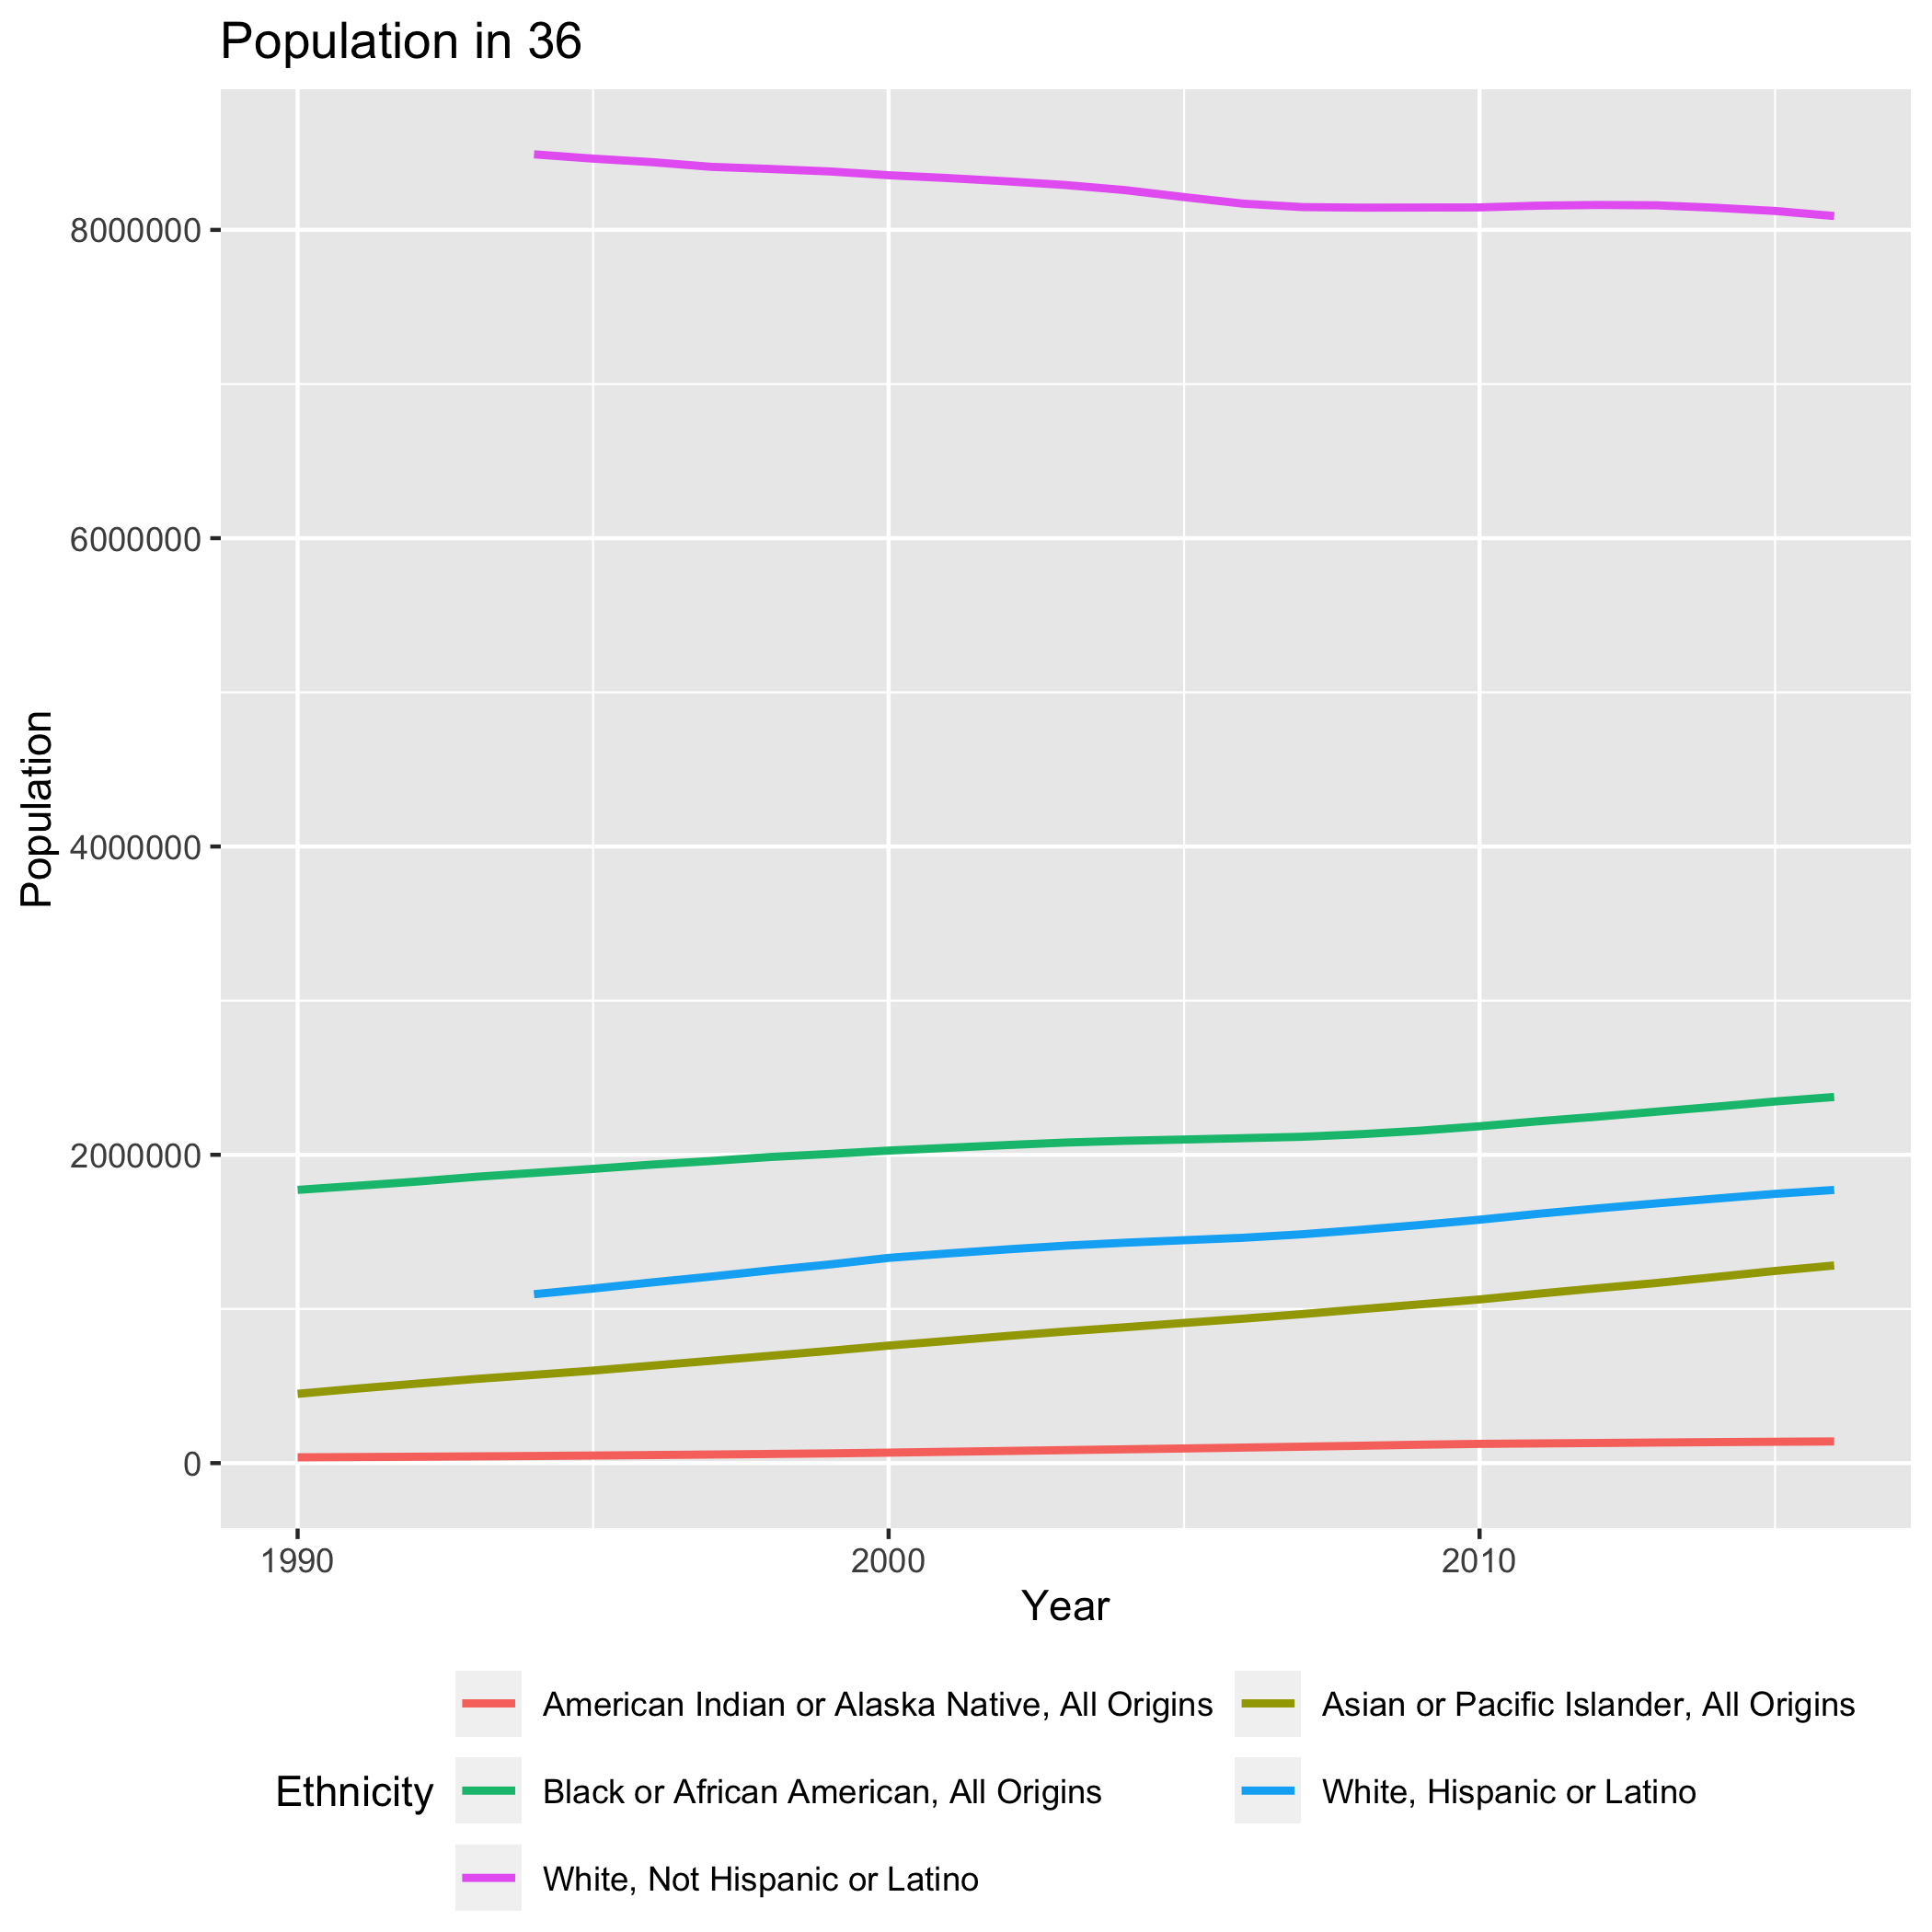 Population in 36
Population
8000000
6000000
4000000
2000000
0
1990
2000
2010
Year
Ethnicity
American Indian or Alaska Native, All Origins
Asian or Pacific Islander, All Origins
Black or African American, All Origins
White, Hispanic or Latino
White, Not Hispanic or Latino